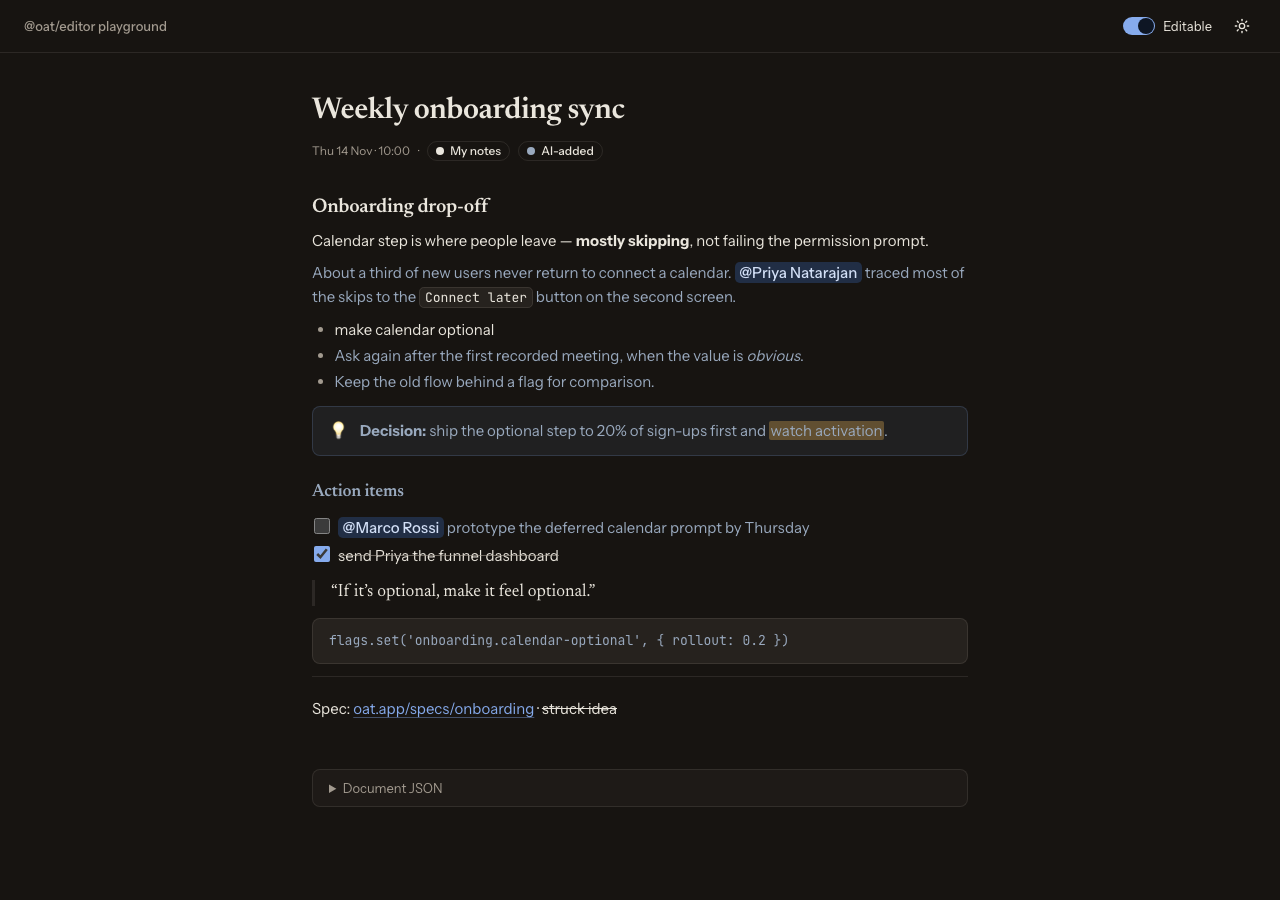 @oat/editor playground
Editable
Weekly onboarding sync
Thu 14 Nov · 10:00 · My notes AI-added
Onboarding drop-off
Calendar step is where people leave — mostly skipping, not failing the permission prompt.
About a third of new users never return to connect a calendar. @Priya Natarajan traced most of
the skips to the Connect later button on the second screen.
• make calendar optional
• Ask again after the first recorded meeting, when the value is obvious.
• Keep the old flow behind a flag for comparison.
💡 Decision: ship the optional step to 20% of sign-ups first and watch activation.
Action items
@Marco Rossi prototype the deferred calendar prompt by Thursday
send Priya the funnel dashboard
“If it’s optional, make it feel optional.”
flags.set('onboarding.calendar-optional', { rollout: 0.2 })
Spec: oat.app/specs/onboarding · struck idea
Document JSON